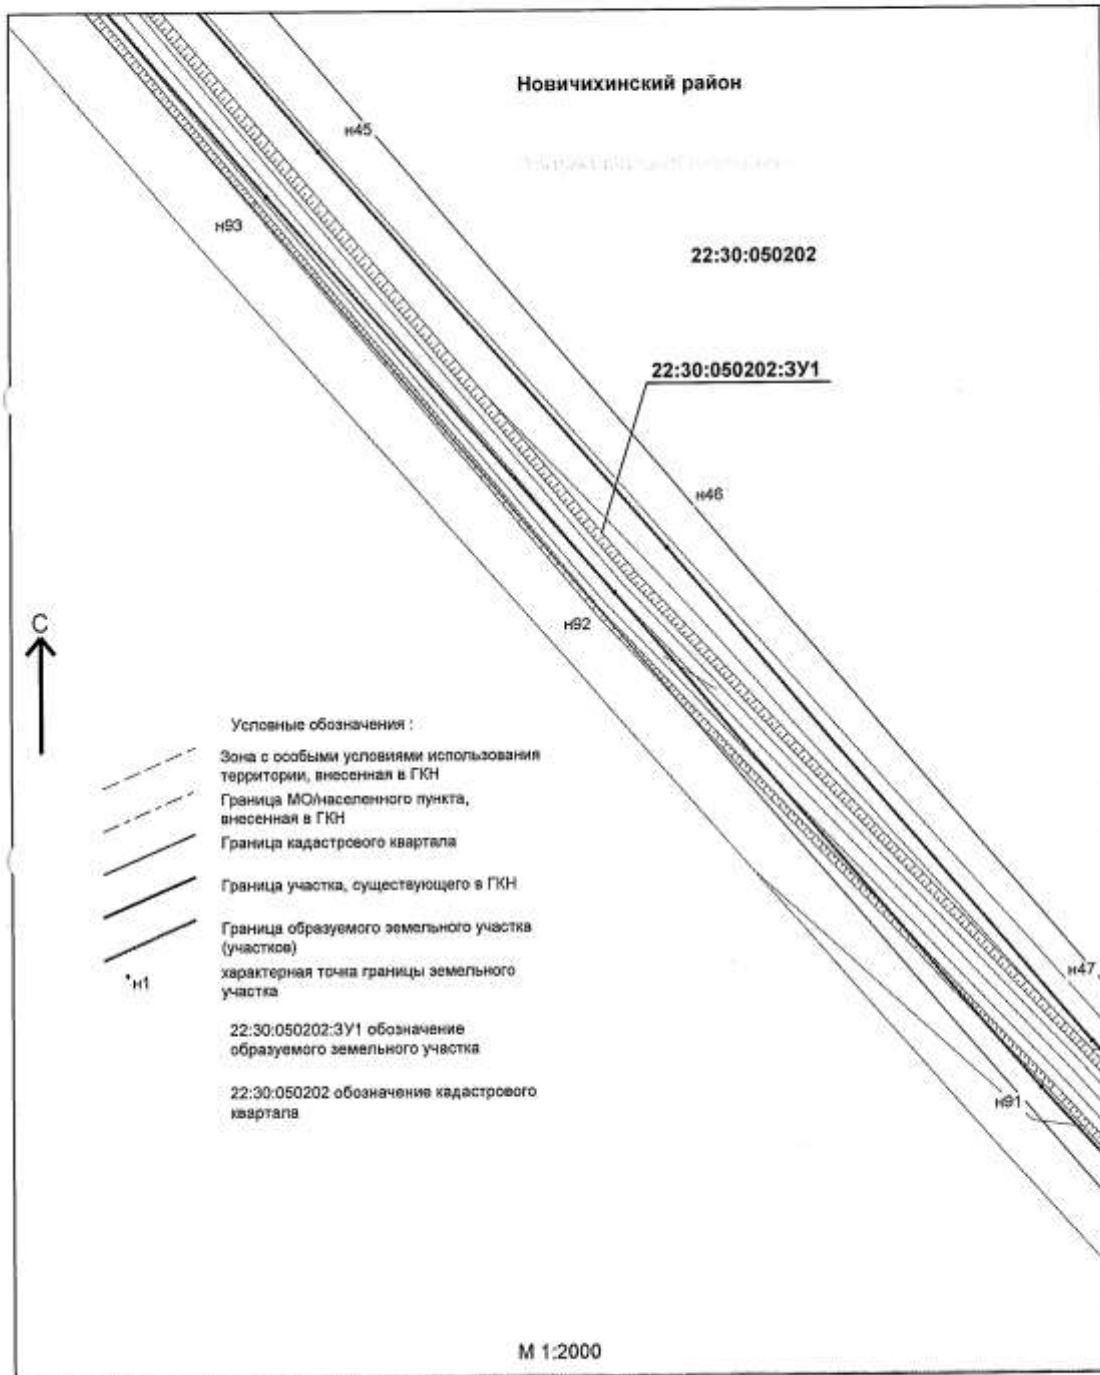 Новичихинский район
н45
н93
22:30:050202
22:30:050202:ЗУ1
н46
н92
С
Условные обозначения :
Зона с особыми условиями использования
территории, внесенная в ГКН
Граница МО/населенного пункта,
внесенная в ГКН
Граница кадастрового квартала
Граница участка, существующего в ГКН
Граница образуемого земельного участка
(участков)
н1
характерная точка границы земельного
участка
н47
22:30:050202:ЗУ1 обозначение
образуемого земельного участка
22:30:050202 обозначение кадастрового
квартала
н91
М 1:2000